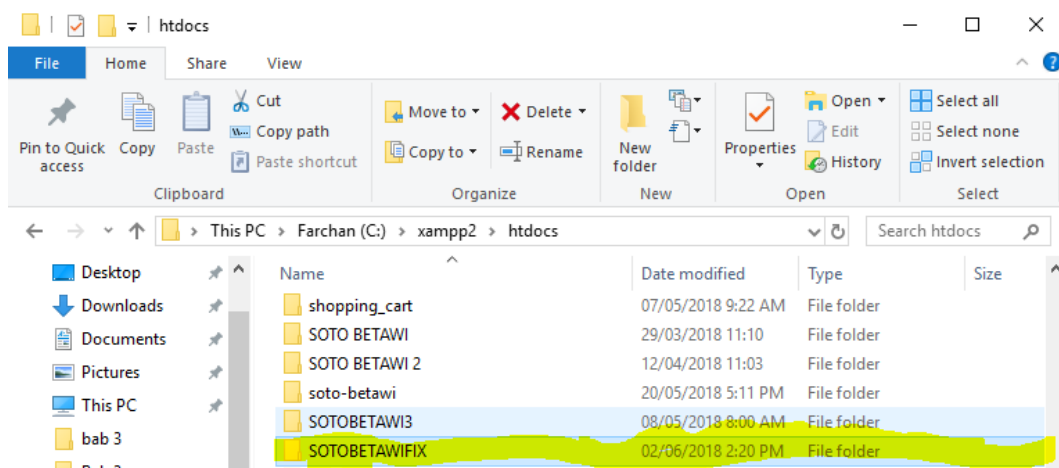 htdocs
File Home Share View
Pin to Quick access
Copy
Paste
Cut
Copy path
Paste shortcut
Clipboard
Move to
Copy to
Delete
Rename
Organize
New folder
New
Properties
Open
Edit
History
Open
Select all
Select none
Invert selection
Select
This PC > Farchan (C:) > xampp2 > htdocs
Search htdocs
Desktop
Downloads
Documents
Pictures
This PC
bab 3
Name Date modified Type Size
shopping_cart 07/05/2018 9:22 AM File folder
SOTO BETAWI 29/03/2018 11:10 File folder
SOTO BETAWI 2 12/04/2018 11:03 File folder
soto-betawi 20/05/2018 5:11 PM File folder
SOTOBETAWI3 08/05/2018 8:00 AM File folder
SOTOBETAWIFIX 02/06/2018 2:20 PM File folder